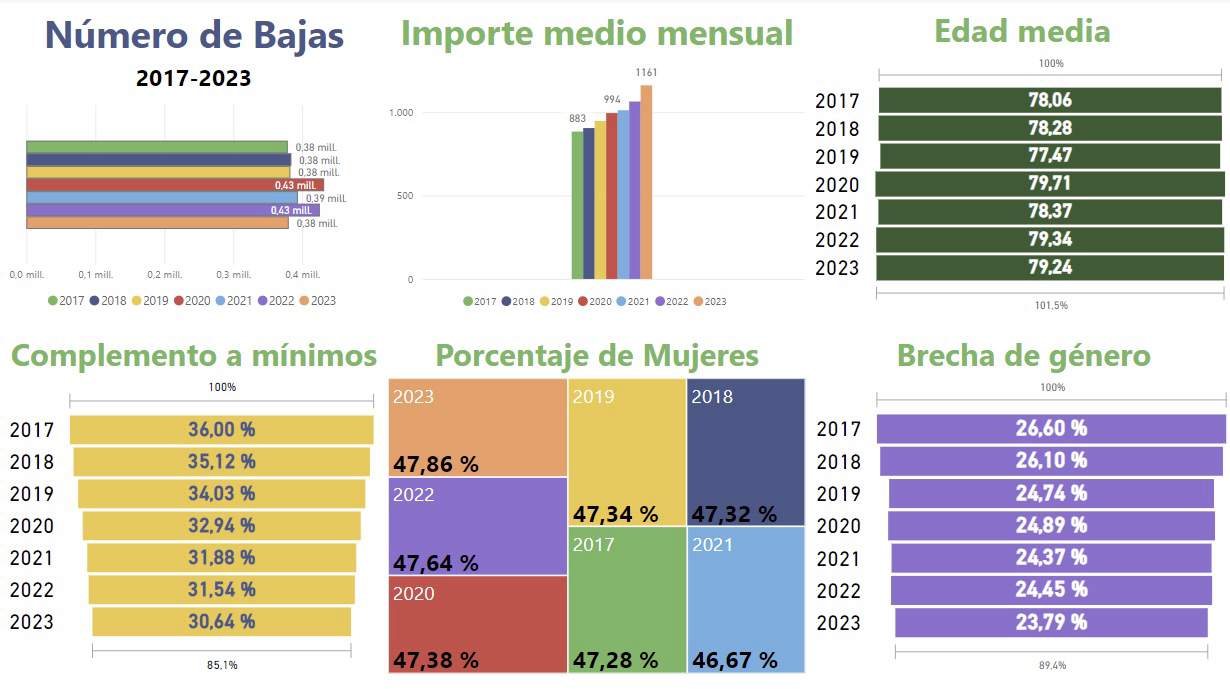 Número de Bajas
2017-2023
0,38 mill.
0,38 mill.
0,38 mill.
0,43 mill.
0,39 mill.
0,43 mill.
0,38 mill.
0,0 mill. 0,1 mill. 0,2 mill. 0,3 mill. 0,4 mill.
2017 2018 2019 2020 2021 2022 2023
Importe medio mensual
1161
994
883
1.000
500
0
2017 2018 2019 2020 2021 2022 2023
Edad media
100%
2017 78,06
2018 78,28
2019 77,47
2020 79,71
2021 78,37
2022 79,34
2023 79,24
101,5%
Complemento a mínimos
100%
2017 36,00 %
2018 35,12 %
2019 34,03 %
2020 32,94 %
2021 31,88 %
2022 31,54 %
2023 30,64 %
85,1%
Porcentaje de Mujeres
2023
47,86 %
2022
47,64 %
2020
47,38 %
2019
47,34 %
2018
47,32 %
2017
47,28 %
2021
46,67 %
Brecha de género
100%
2017 26,60 %
2018 26,10 %
2019 24,74 %
2020 24,89 %
2021 24,37 %
2022 24,45 %
2023 23,79 %
89,4%